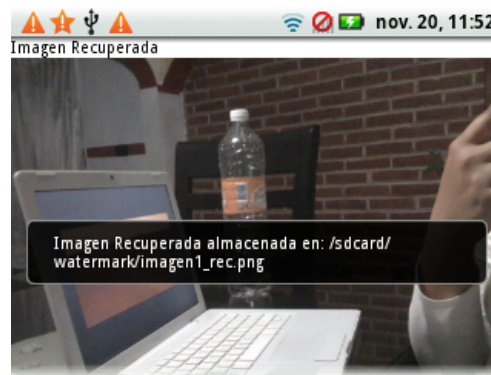 nov. 20, 11:52
Imagen Recuperada
Imagen Recuperada almacenada en: /sdcard/
watermark/imagen1_rec.png